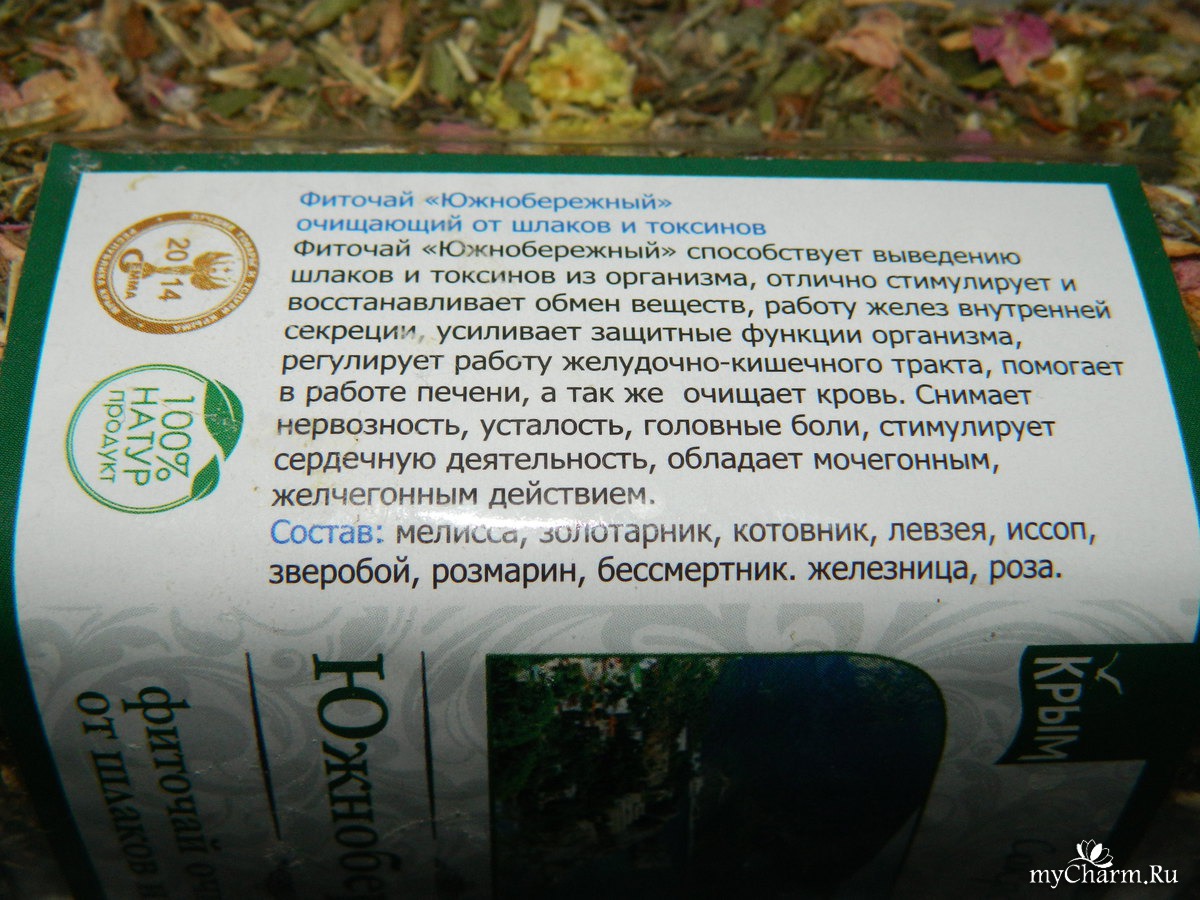 Фиточай «Южнобережный»
очищающий от шлаков и токсинов
Фиточай «Южнобережный» способствует выведению
шлаков и токсинов из организма, отлично стимулирует и
восстанавливает обмен веществ, работу желез внутренней
секреции, усиливает защитные функции организма,
регулирует работу желудочно-кишечного тракта, помогает
в работе печени, а так же очищает кровь. Снимает
нервозность, усталость, головные боли, стимулирует
сердечную деятельность, обладает мочегонным,
желчегонным действием.
Состав: мелисса, золотарник, котовник, левзея, иссоп,
зверобой, розмарин, бессмертник. железница, роза.
2014
100%
НАТУР
продукт
Южнобе
фиточай оч
от шлаков и
Крым
myCharm.Ru